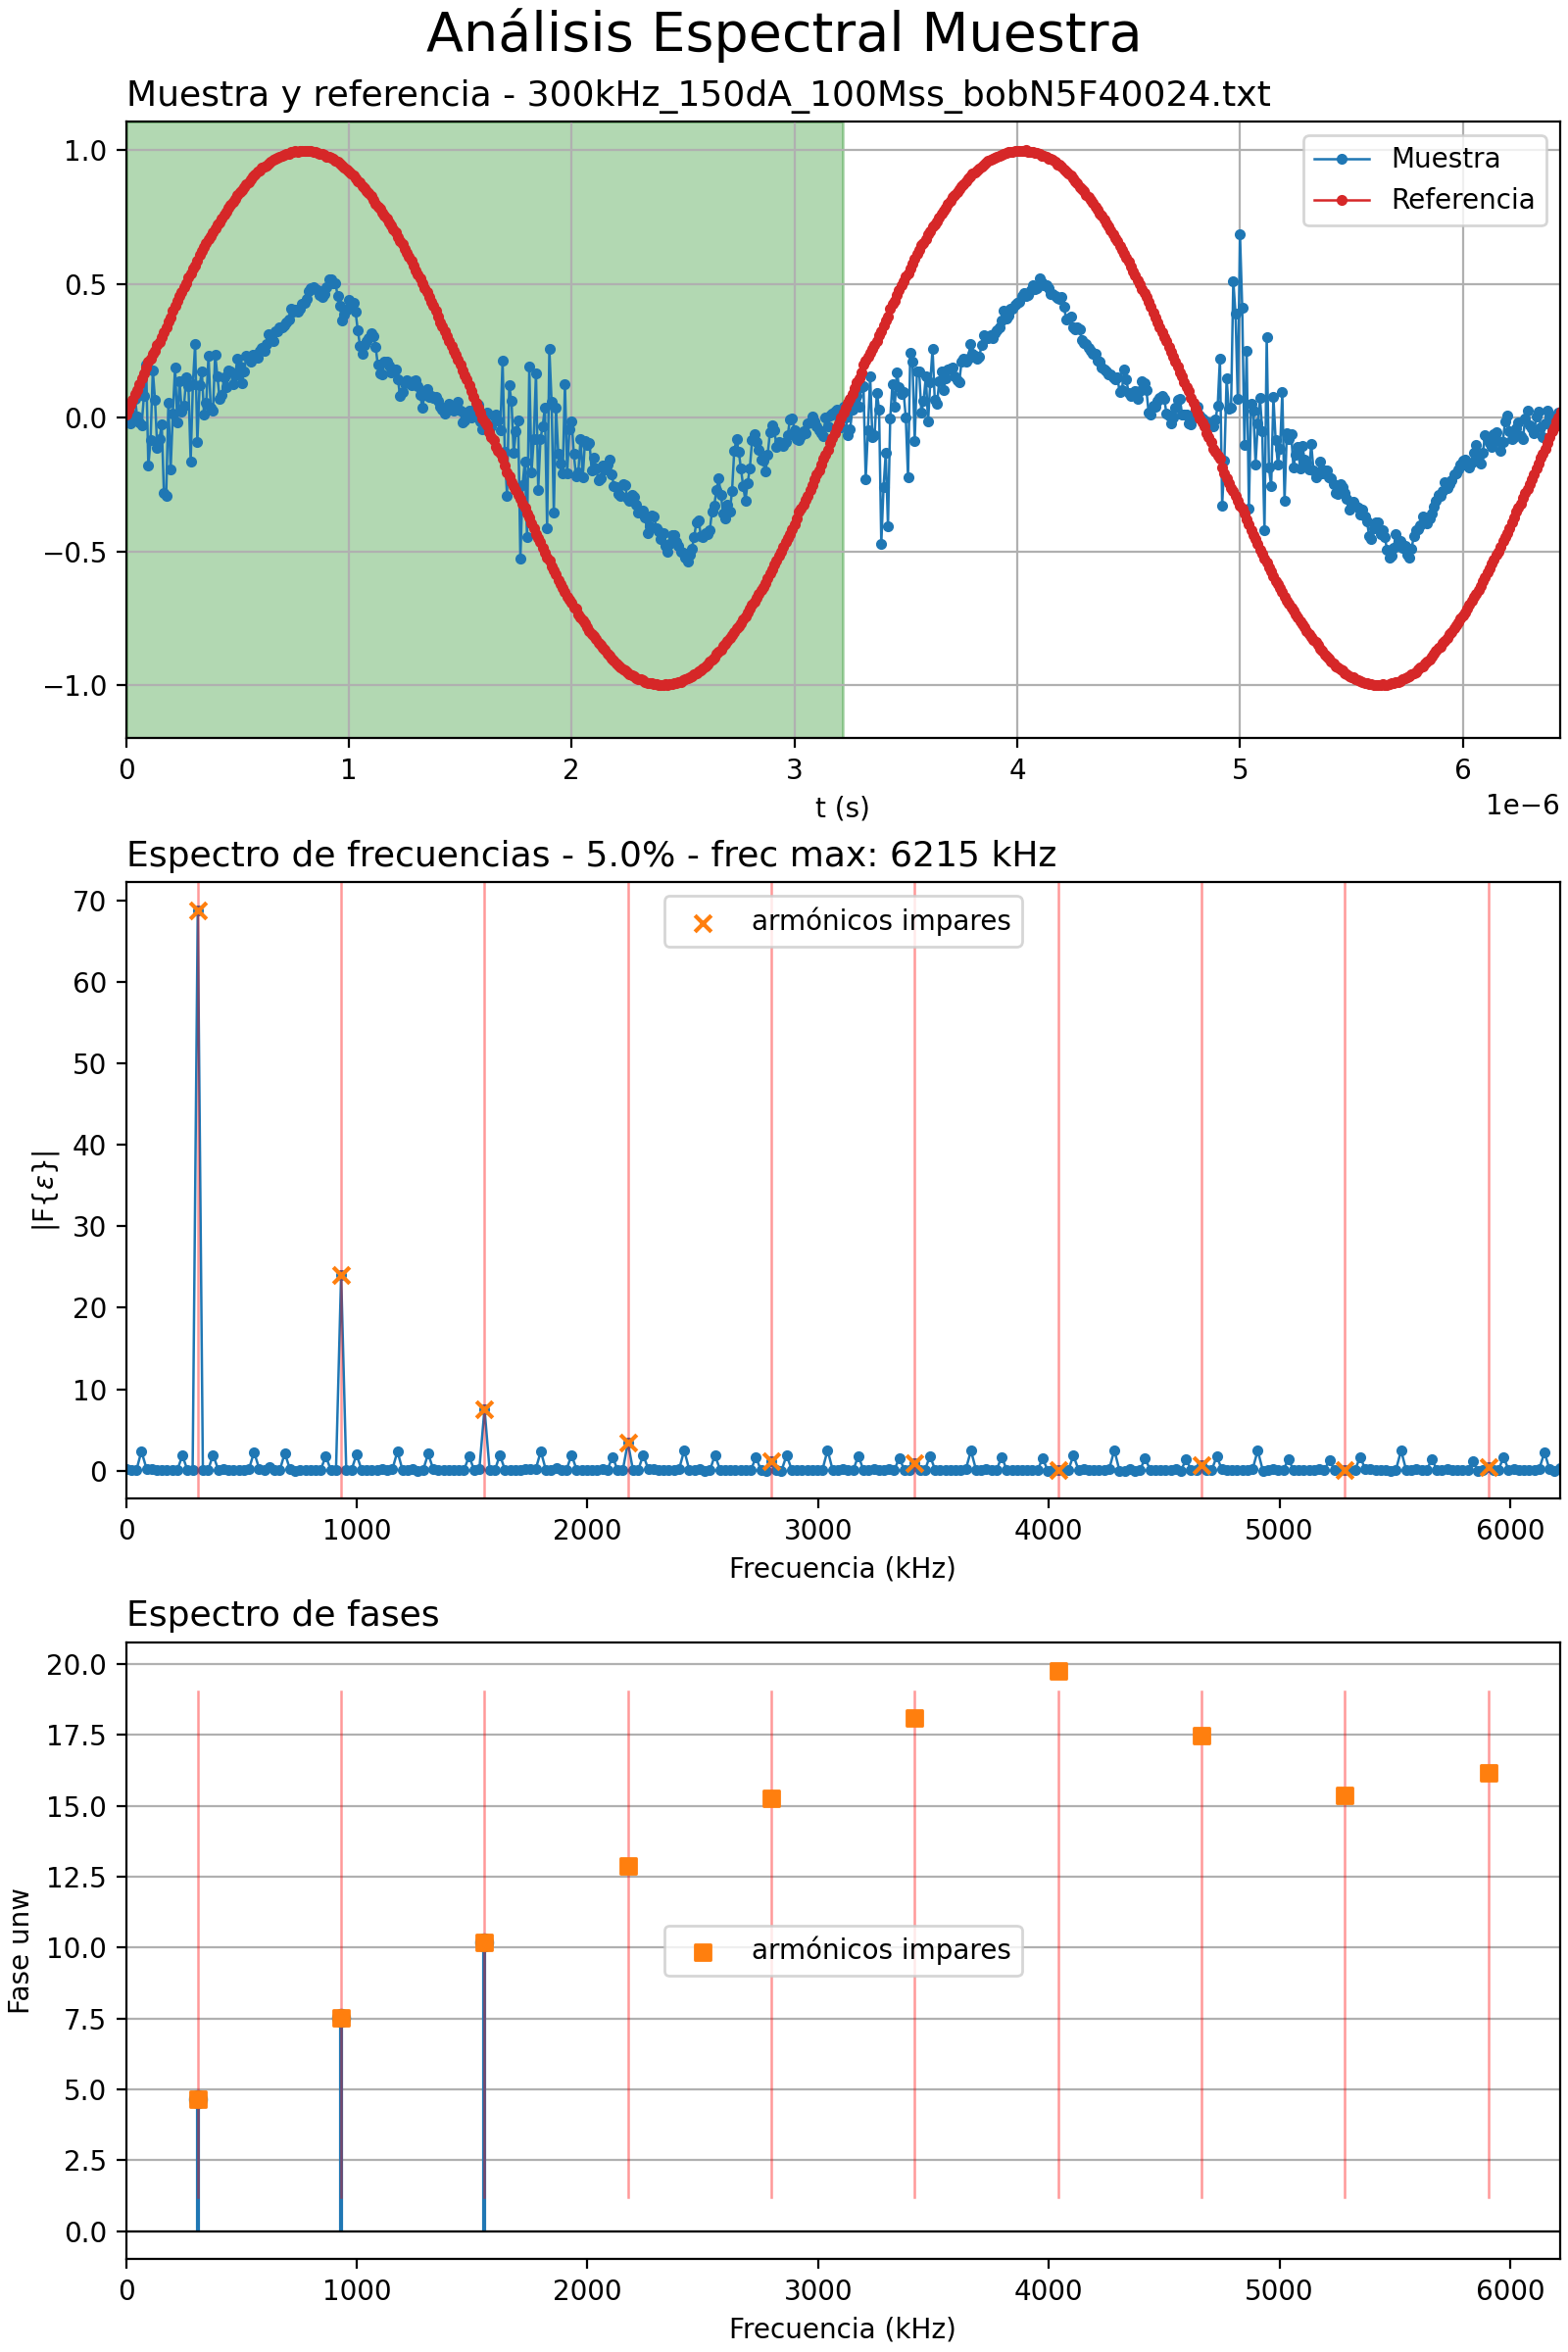 Análisis Espectral Muestra
Muestra y referencia - 300kHz_150dA_100Mss_bobN5F40024.txt
1.0
0.5
0.0
−0.5
−1.0
Muestra
Referencia
0 1 2 3 4 5 6
t (s)
1e−6
Espectro de frecuencias - 5.0% - frec max: 6215 kHz
|F{ε}|
70
60
50
40
30
20
10
0
armónicos impares
0 1000 2000 3000 4000 5000 6000
Frecuencia (kHz)
Espectro de fases
Fase unw
20.0
17.5
15.0
12.5
10.0
7.5
5.0
2.5
0.0
armónicos impares
0 1000 2000 3000 4000 5000 6000
Frecuencia (kHz)